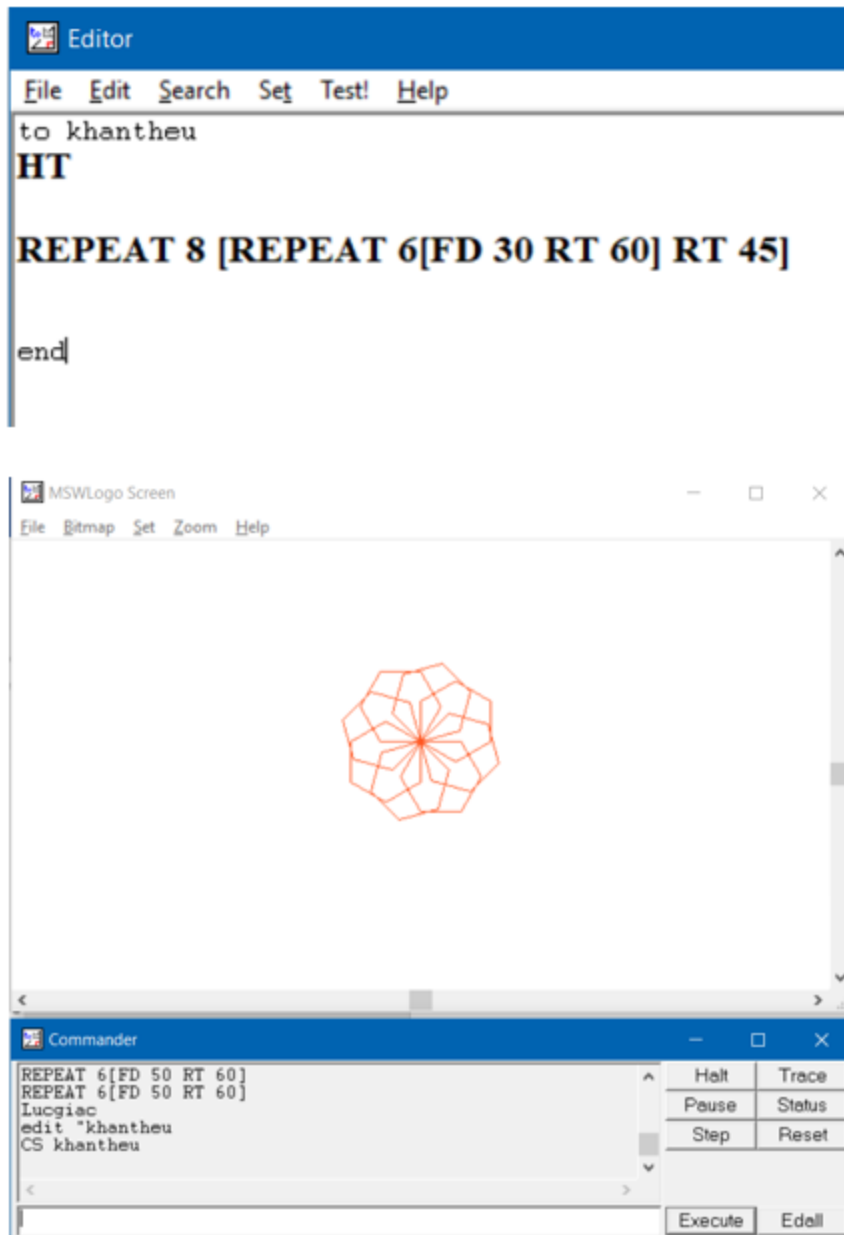 Editor
File Edit Search Set Test! Help
to khantheu
HT
REPEAT 8 [REPEAT 6[FD 30 RT 60] RT 45]
end
MSWLogo Screen
File Bitmap Set Zoom Help
Commander
REPEAT 6[FD 50 RT 60]
REPEAT 6[FD 50 RT 60]
Lucgiac
edit "khantheu
CS khantheu
Halt Trace
Pause Status
Step Reset
Execute Edall